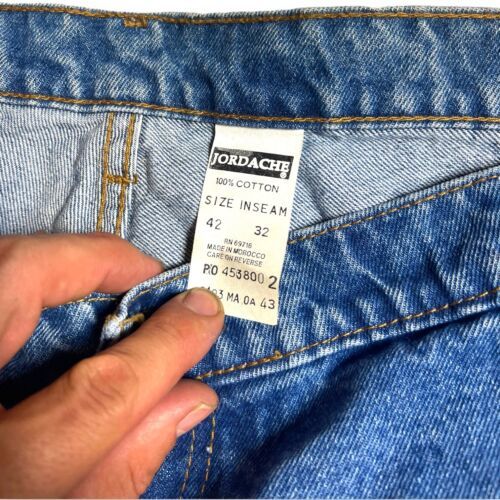 JORDACHE®
100% COTTON
SIZE INSEAM
42 32
RN 69716
MADE IN MOROCCO
CARE ON REVERSE
P/O 453800 2
MA.OA 43